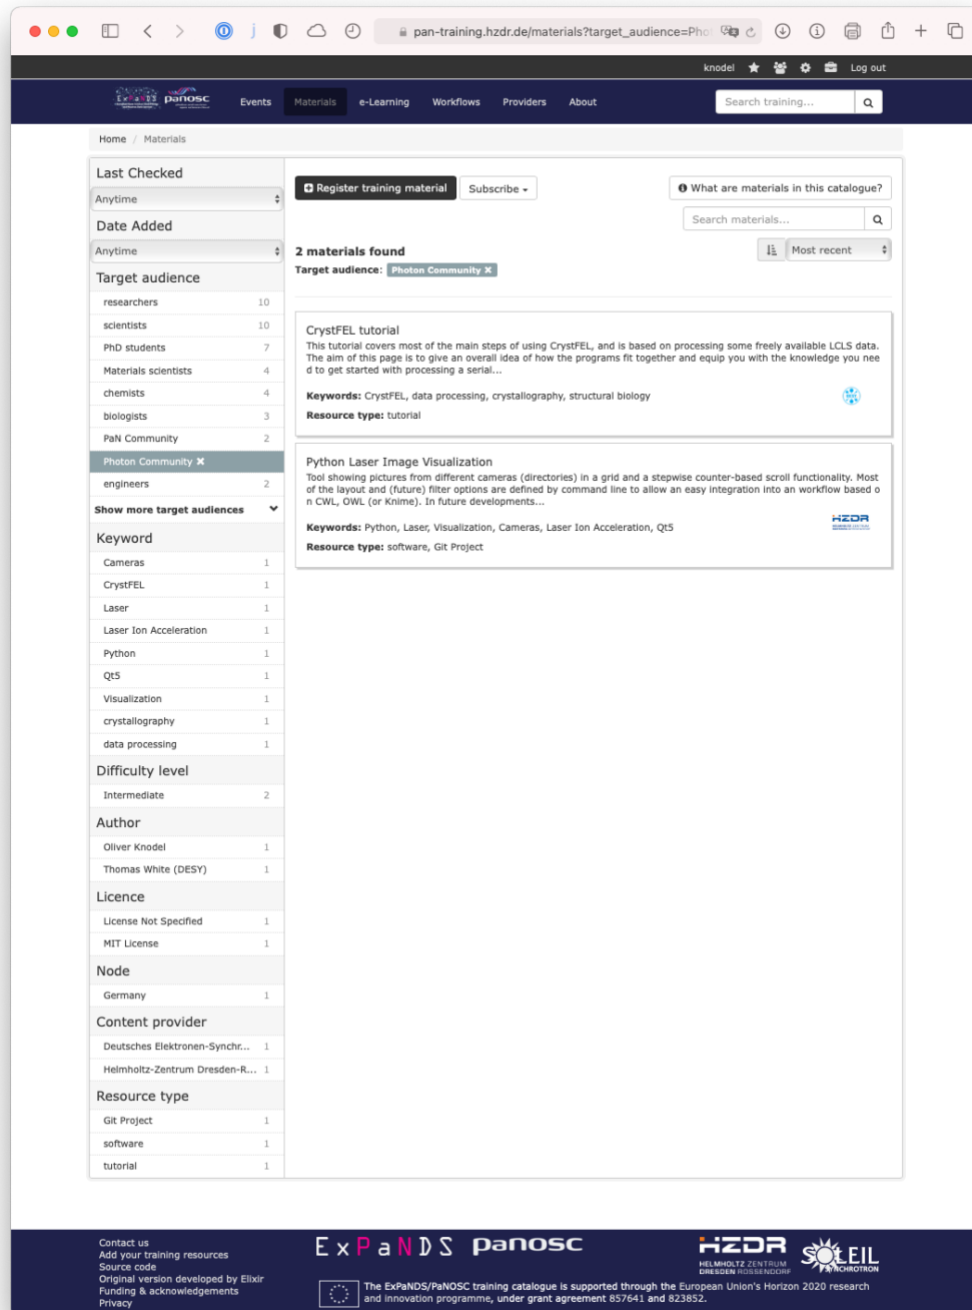 pan-training.hzdr.de/materials?target_audience=Pho
knodel Log out
ExPaNDS panosc Events Materials e-Learning Workflows Providers About Search training...
Home / Materials
Last Checked
Anytime
Date Added
Anytime
Target audience
researchers 10
scientists 10
PhD students 7
Materials scientists 4
chemists 4
biologists 3
PaN Community 2
Photon Community ×
engineers 2
Show more target audiences
Keyword
Cameras 1
CrystFEL 1
Laser 1
Laser Ion Acceleration 1
Python 1
Qt5 1
Visualization 1
crystallography 1
data processing 1
Difficulty level
Intermediate 2
Author
Oliver Knodel 1
Thomas White (DESY) 1
Licence
License Not Specified 1
MIT License 1
Node
Germany 1
Content provider
Deutsches Elektronen-Synchr... 1
Helmholtz-Zentrum Dresden-R... 1
Resource type
Git Project 1
software 1
tutorial 1
Register training material Subscribe
What are materials in this catalogue?
Search materials...
2 materials found
Most recent
Target audience: Photon Community ×
CrystFEL tutorial
This tutorial covers most of the main steps of using CrystFEL, and is based on processing some freely available LCLS data.
The aim of this page is to give an overall idea of how the programs fit together and equip you with the knowledge you nee
d to get started with processing a serial...
Keywords: CrystFEL, data processing, crystallography, structural biology
Resource type: tutorial
Python Laser Image Visualization
Tool showing pictures from different cameras (directories) in a grid and a stepwise counter-based scroll functionality. Most
of the layout and (future) filter options are defined by command line to allow an easy integration into an workflow based o
n CWL, OWL (or Knime). In future developments...
Keywords: Python, Laser, Visualization, Cameras, Laser Ion Acceleration, Qt5
HZDR
Resource type: software, Git Project
Contact us
Add your training resources
Source code
Original version developed by Elixir
Funding & acknowledgements
Privacy
ExPaNDS panosc
HZDR
HELMHOLTZ ZENTRUM
DRESDEN ROSSENDORF
SOLEIL
SYNCHROTRON
The ExPaNDS/PaNOSC training catalogue is supported through the European Union's Horizon 2020 research
and innovation programme, under grant agreement 857641 and 823852.